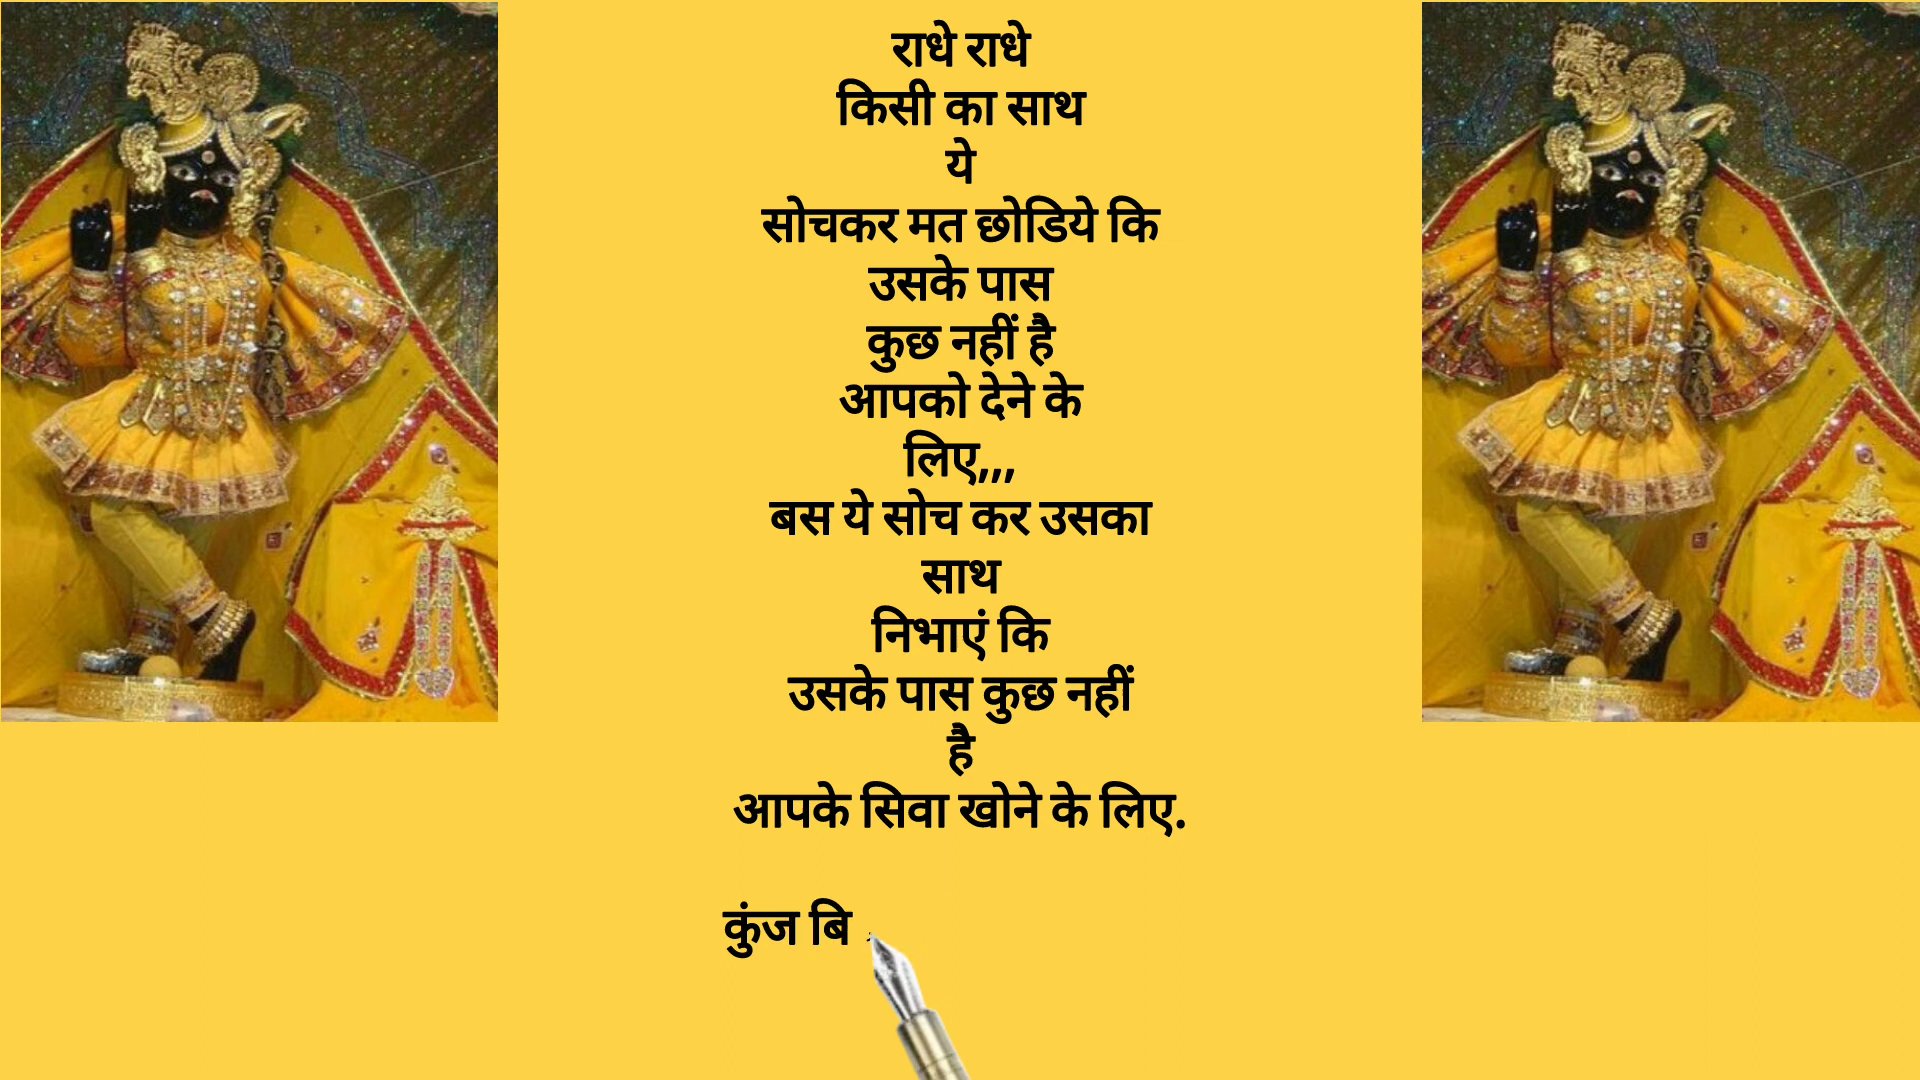 राधे राधे
किसी का साथ
ये
सोचकर मत छोडिये कि
उसके पास
कुछ नहीं है
आपको देने के
लिए,,,
बस ये सोच कर उसका
साथ
निभाएं कि
उसके पास कुछ नहीं
है
आपके सिवा खोने के लिए.
कुंज बि